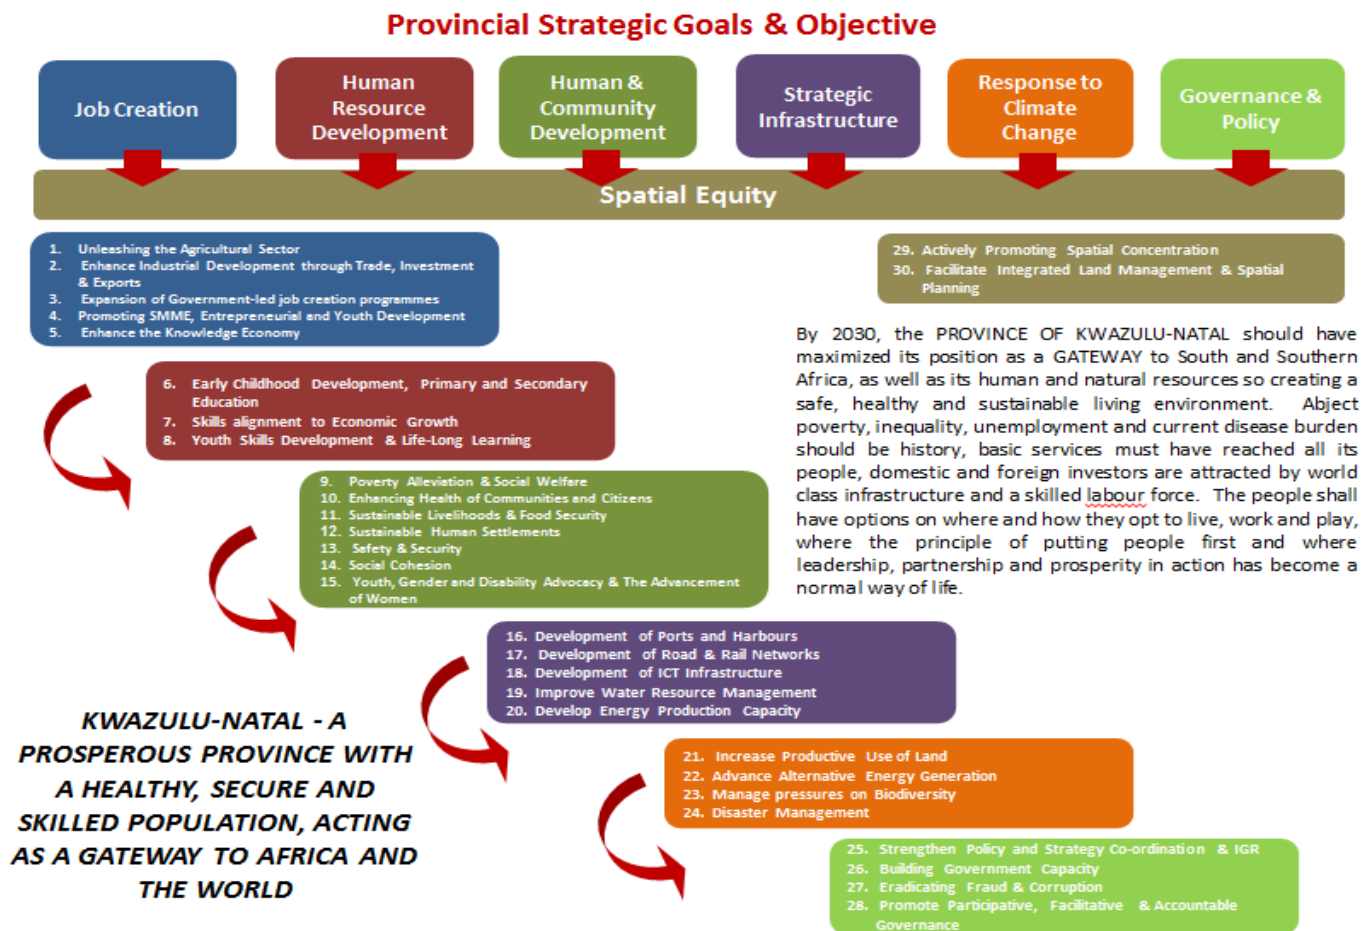 Provincial Strategic Goals & Objective
Job Creation
Human
Resource
Development
Human &
Community
Development
Strategic
Infrastructure
Response to
Climate
Change
Governance &
Policy
Spatial Equity
1. Unleashing the Agricultural Sector
2. Enhance Industrial Development through Trade, Investment
& Exports
3. Expansion of Government-led job creation programmes
4. Promoting SMME, Entrepreneurial and Youth Development
5. Enhance the Knowledge Economy
29. Actively Promoting Spatial Concentration
30. Facilitate Integrated Land Management & Spatial
Planning
6. Early Childhood Development, Primary and Secondary
Education
7. Skills alignment to Economic Growth
8. Youth Skills Development & Life-Long Learning
9. Poverty Alleviation & Social Welfare
10. Enhancing Health of Communities and Citizens
11. Sustainable Livelihoods & Food Security
12. Sustainable Human Settlements
13. Safety & Security
14. Social Cohesion
15. Youth, Gender and Disability Advocacy & The Advancement
of Women
By 2030, the PROVINCE OF KWAZULU-NATAL should have
maximized its position as a GATEWAY to South and Southern
Africa, as well as its human and natural resources so creating a
safe, healthy and sustainable living environment. Abject
poverty, inequality, unemployment and current disease burden
should be history, basic services must have reached all its
people, domestic and foreign investors are attracted by world
class infrastructure and a skilled labour force. The people shall
have options on where and how they opt to live, work and play,
where the principle of putting people first and where
leadership, partnership and prosperity in action has become a
normal way of life.
16. Development of Ports and Harbours
17. Development of Road & Rail Networks
18. Development of ICT Infrastructure
19. Improve Water Resource Management
20. Develop Energy Production Capacity
21. Increase Productive Use of Land
22. Advance Alternative Energy Generation
23. Manage pressures on Biodiversity
24. Disaster Management
25. Strengthen Policy and Strategy Co-ordination & IGR
26. Building Government Capacity
27. Eradicating Fraud & Corruption
28. Promote Participative, Facilitative & Accountable
Governance
KWAZULU-NATAL - A
PROSPEROUS PROVINCE WITH
A HEALTHY, SECURE AND
SKILLED POPULATION, ACTING
AS A GATEWAY TO AFRICA AND
THE WORLD